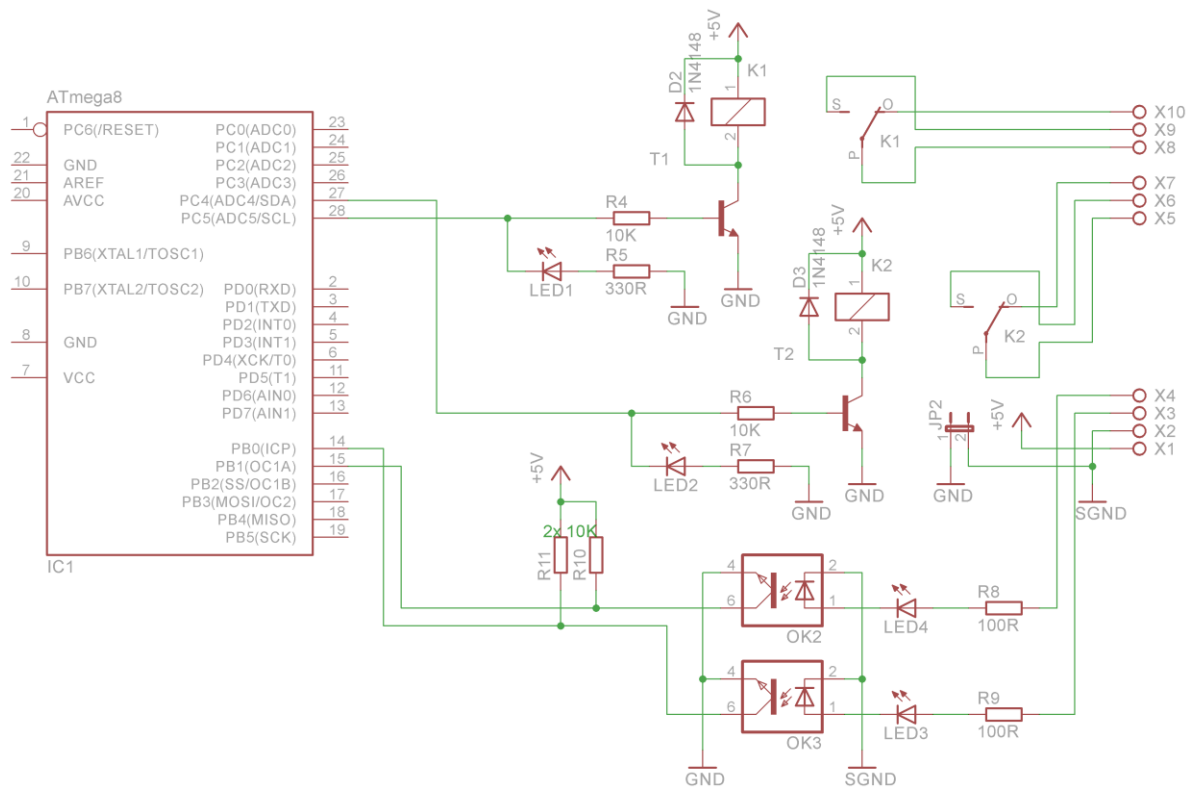 ATmega8
1 PC6(/RESET)
22 GND
21 AREF
20 AVCC
9 PB6(XTAL1/TOSC1)
10 PB7(XTAL2/TOSC2)
8 GND
7 VCC
PC0(ADC0) 23
PC1(ADC1) 24
PC2(ADC2) 25
PC3(ADC3) 26
PC4(ADC4/SDA) 27
PC5(ADC5/SCL) 28
PD0(RXD) 2
PD1(TXD) 3
PD2(INT0) 4
PD3(INT1) 5
PD4(XCK/T0) 6
PD5(T1) 11
PD6(AIN0) 12
PD7(AIN1) 13
PB0(ICP) 14
PB1(OC1A) 15
PB2(SS/OC1B) 16
PB3(MOSI/OC2) 17
PB4(MISO) 18
PB5(SCK) 19
IC1
+5V
D2
1N4148
K1
1
2
T1
R4
10K
R5
330R
LED1
GND
GND
+5V
D3
1N4148
K2
1
2
T2
R6
10K
R7
330R
LED2
GND
GND
S
O
K1
P
X10
X9
X8
X7
X6
X5
S
O
K2
P
X4
X3
X2
X1
JP2
1
2
+5V
GND
SGND
+5V
2x 10K
R11
R10
4
6
2
1
OK2
LED4
R8
100R
4
6
2
1
OK3
LED3
R9
100R
GND
SGND